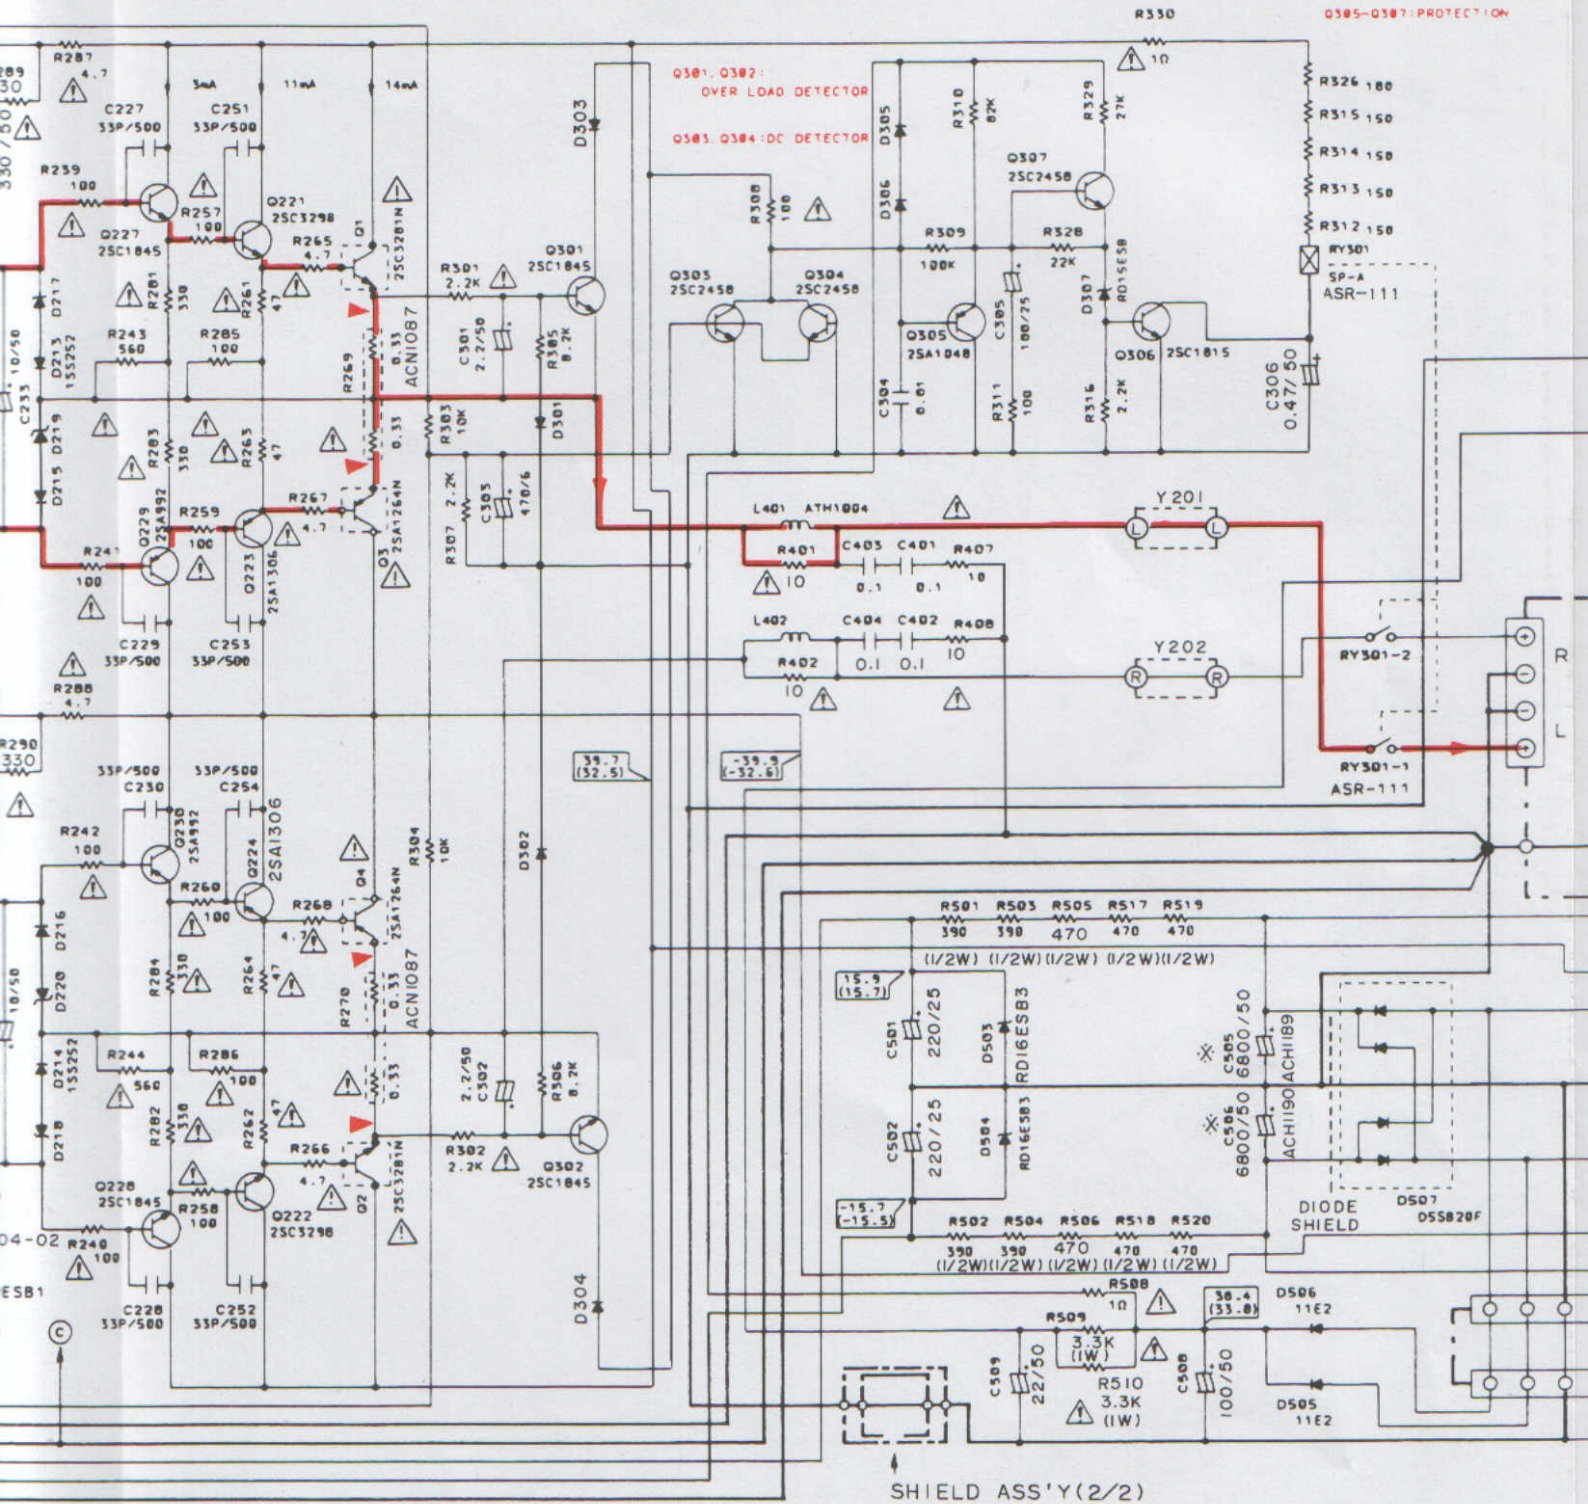 R330
Q305-Q307:PROTECTION
10
R287
4.7
289
30
330
3mA
11mA
14mA
Q301, Q302:
OVER LOAD DETECTOR
Q303, Q304:DC DETECTOR
D303
D305
R310
82K
R329
27K
R326 180
R315 150
R314 150
R313 150
R312 150
RY301
SP-A
ASR-111
C227
33P/500
C251
33P/500
R239
100
Q227
2SC1845
R257
100
Q221
2SC3298
R265
4.7
Q1
2SC3281N
R308
100
D306
Q307
2SC2458
R309
100K
R328
22K
D307
RD15ESB
Q301
2SC1845
R301
2.2K
Q303
2SC2458
Q304
2SC2458
D217
R281
330
R261
47
R243
560
R285
100
D213
1SS252
10/50
C233
R269
0.33
ACN1087
C301
2.2/50
R305
8.2K
Q305
2SA1048
C305
100/25
Q306 2SC1815
C304
0.01
R311
100
R316
2.2K
C306
0.47/50
D219
D215
R283
330
R263
47
0.33
R303
10K
D301
R307
2.2K
C303
470/6
R267
4.7
Q3
2SA1264N
Q229
2SA992
R259
100
Q223
2SA1306
R241
100
C229
33P/500
C253
33P/500
L401 ATH1004
R401
10
C403
0.1
C401
0.1
R407
10
Y201
L
L
L402
R402
10
C404
0.1
C402
0.1
R408
10
Y202
R
R
RY301-2
R
L
RY301-1
ASR-111
R288
4.7
R290
330
39.7
(32.5)
-39.9
(-32.6)
33P/500
C230
33P/500
C254
R242
100
Q230
2SA992
Q224
2SA1306
R260
100
R268
4.7
Q4
2SA1264N
R304
10K
D302
D216
D220
10/50
R284
330
R264
47
R270
0.33
ACN1087
R501
390
(1/2W)
R503
390
(1/2W)
R505
470
(1/2W)
R517
470
(1/2W)
R519
470
(1/2W)
15.9
(15.7)
C501
220/25
D503
RD16ESB3
※ C505
6800/50
ACH1189
D214
1SS252
D218
R244
560
R286
100
R282
330
R262
47
0.33
2.2/50
C302
R306
8.2K
C502
220/25
D504
RD16ESB3
※ C506
6800/50
ACH1190
DIODE
SHIELD
D507
D5SB20F
R266
4.7
Q2
2SC3281N
R302
2.2K
Q302
2SC1845
Q228
2SC1845
R258
100
Q222
2SC3298
04-02
R240
100
ESB1
C228
33P/500
C252
33P/500
C
D304
-15.7
(-15.5)
R502
390
(1/2W)
R504
390
(1/2W)
R506
470
(1/2W)
R518
470
(1/2W)
R520
470
(1/2W)
R508
10
R509
3.3K
(1W)
38.4
(33.8)
D506
11E2
C509
22/50
R510
3.3K
(1W)
C508
100/50
D505
11E2
SHIELD ASS'Y(2/2)